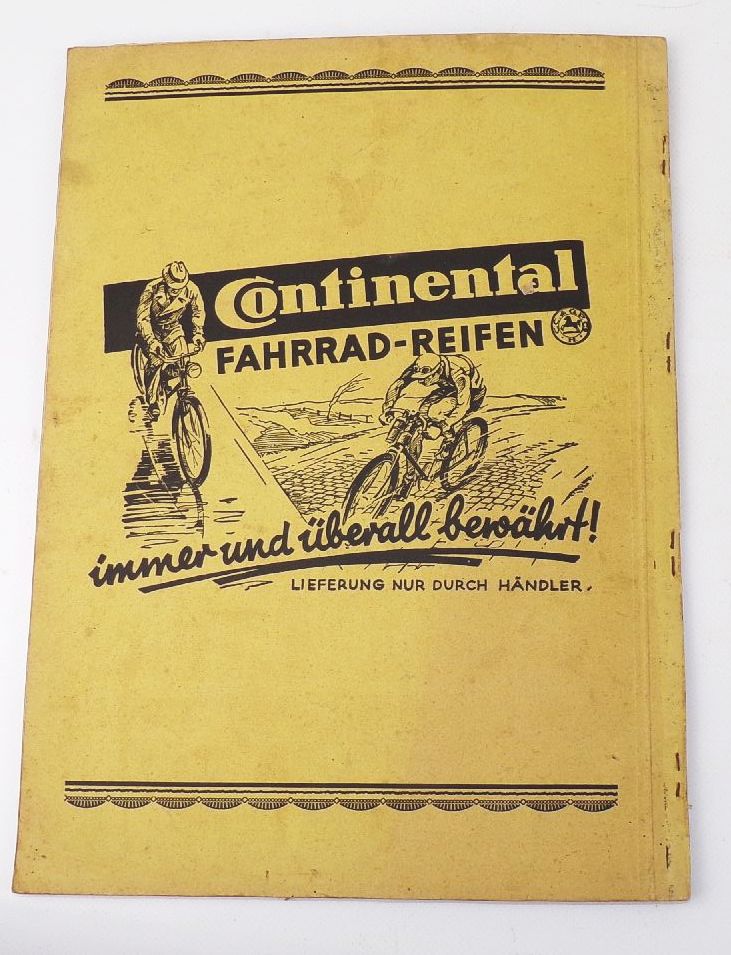 Continental
FAHRRAD-REIFEN
immer und überall bewährt!
LIEFERUNG NUR DURCH HÄNDLER.